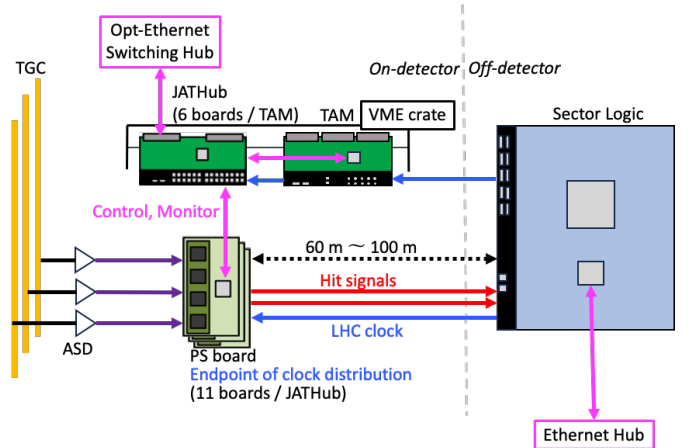 Opt-Ethernet
Switching Hub
TGC
On-detector
Off-detector
JATHub
(6 boards / TAM)
TAM
VME crate
Sector Logic
Control, Monitor
60 m ~ 100 m
Hit signals
LHC clock
ASD
PS board
Endpoint of clock distribution
(11 boards / JATHub)
Ethernet Hub